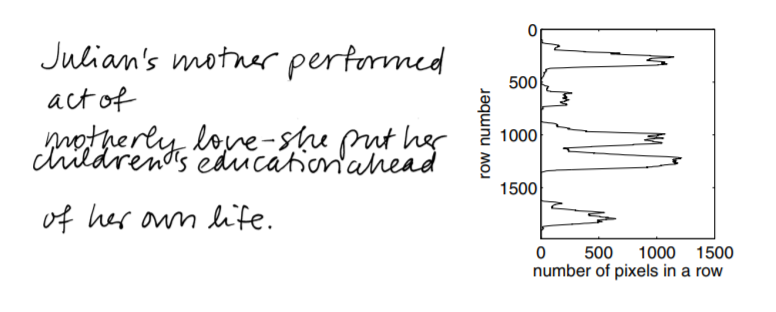 Julian's mother performed
act of
motherly love-she put her
children's education ahead
of her own life.
0
500
1000
1500
row number
0 500 1000 1500
number of pixels in a row